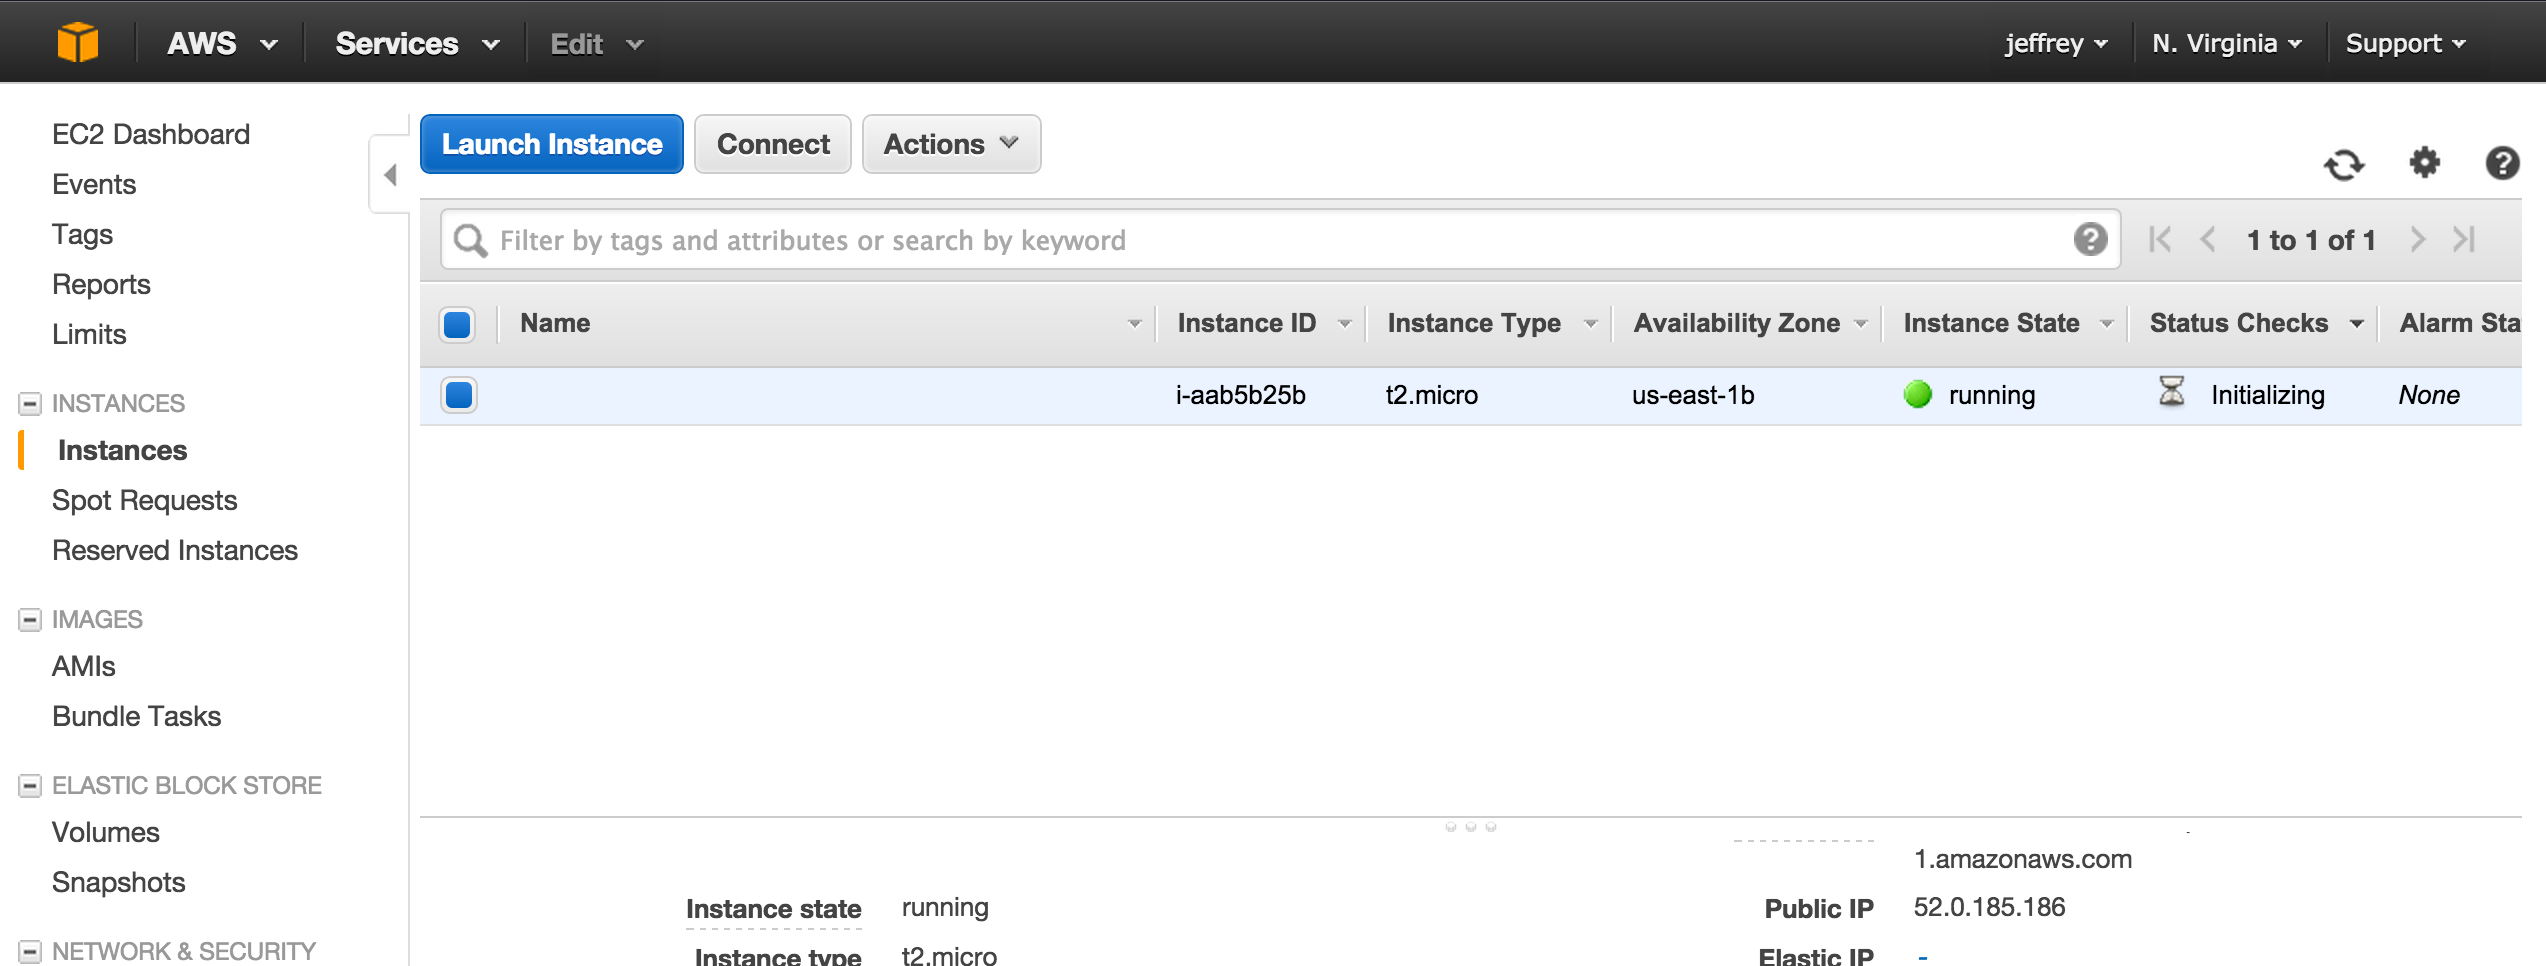 AWS Services Edit jeffrey N. Virginia Support
EC2 Dashboard
Events
Tags
Reports
Limits
INSTANCES
Instances
Spot Requests
Reserved Instances
IMAGES
AMIs
Bundle Tasks
ELASTIC BLOCK STORE
Volumes
Snapshots
NETWORK & SECURITY
Launch Instance Connect Actions
Filter by tags and attributes or search by keyword 1 to 1 of 1
Name Instance ID Instance Type Availability Zone Instance State Status Checks Alarm Sta
i-aab5b25b t2.micro us-east-1b running Initializing None
1.amazonaws.com
Instance state running Public IP 52.0.185.186
Instance type t2.micro Elastic IP -